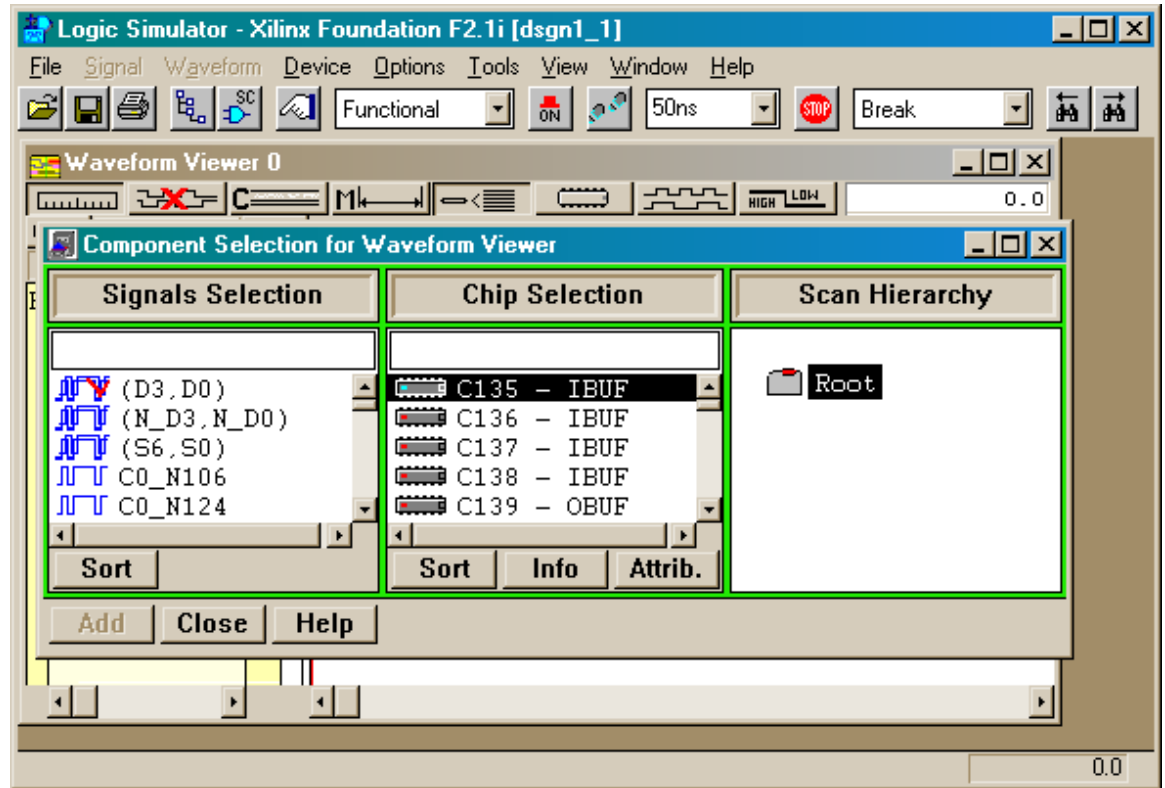 Logic Simulator - Xilinx Foundation F2.1i [dsgn1_1]
File Signal Waveform Device Options Tools View Window Help
SC Functional ON 50ns STOP Break
Waveform Viewer 0
C M HIGH LOW 0.0
Component Selection for Waveform Viewer
Signals Selection Chip Selection Scan Hierarchy
(D3,D0) C135 - IBUF Root
(N_D3,N_D0) C136 - IBUF
(S6,S0) C137 - IBUF
C0_N106 C138 - IBUF
C0_N124 C139 - OBUF
Sort Sort Info Attrib.
Add Close Help
0.0